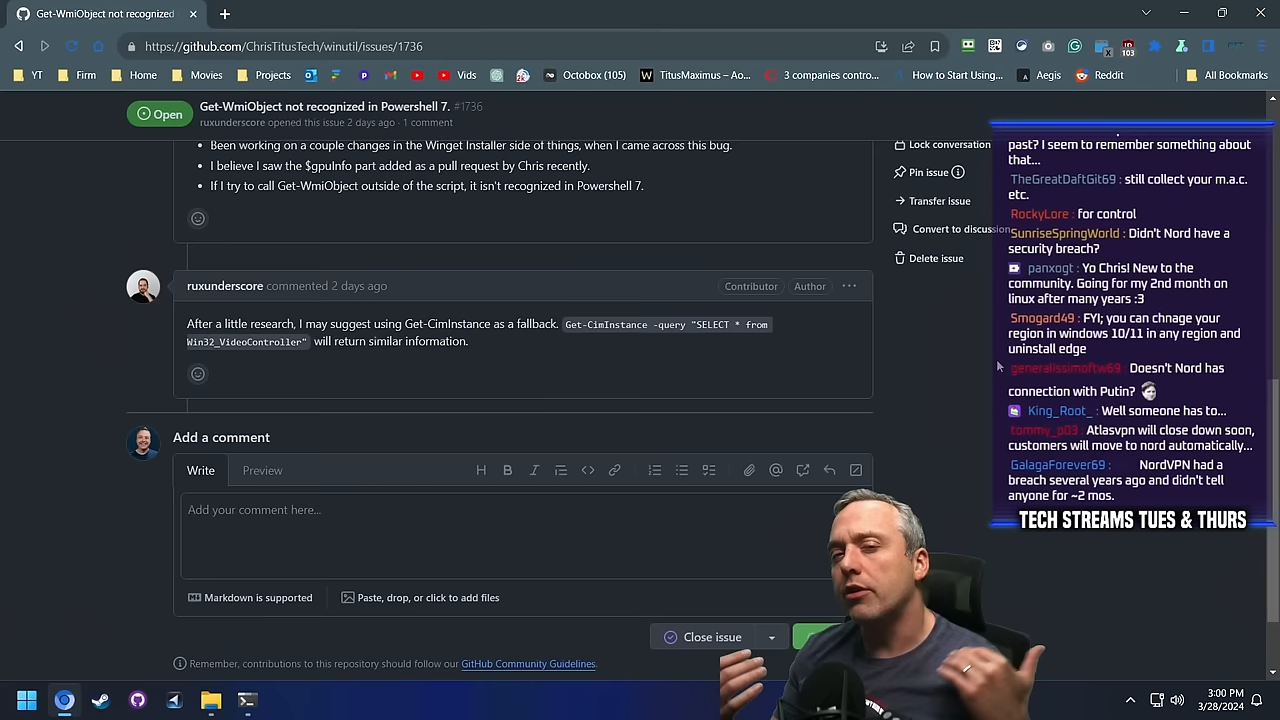 Get-WmiObject not recognized
https://github.com/ChrisTitusTech/winutil/issues/1736
103
YT
Firm
Home
Movies
Projects
Vids
Octobox (105)
TitusMaximus – Ao...
3 companies contro...
How to Start Using...
Aegis
Reddit
All Bookmarks
Open
Get-WmiObject not recognized in Powershell 7. #1736
ruxunderscore opened this issue 2 days ago · 1 comment
Been working on a couple changes in the Winget Installer side of things, when I came across this bug.
I believe I saw the $gpuInfo part added as a pull request by Chris recently.
If I try to call Get-WmiObject outside of the script, it isn't recognized in Powershell 7.
Lock conversation
Pin issue
Transfer issue
Convert to discussion
Delete issue
ruxunderscore commented 2 days ago
Contributor
Author
After a little research, I may suggest using Get-CimInstance as a fallback. Get-CimInstance -query "SELECT * from
Win32_VideoController" will return similar information.
Add a comment
Write
Preview
Add your comment here...
Markdown is supported
Paste, drop, or click to add files
Close issue
Remember, contributions to this repository should follow our GitHub Community Guidelines.
past? I seem to remember something about
that...
TheGreatDaftGit69 : still collect your m.a.c.
etc.
RockyLore : for control
SunriseSpringWorld : Didn't Nord have a
security breach?
panxogt : Yo Chris! New to the
community. Going for my 2nd month on
linux after many years :3
Smogard49 : FYI; you can chnage your
region in windows 10/11 in any region and
uninstall edge
generalissimoftw69 : Doesn't Nord has
connection with Putin?
King_Root_ : Well someone has to...
tommy_p03 : Atlasvpn will close down soon,
customers will move to nord automatically...
GalagaForever69 : NordVPN had a
breach several years ago and didn't tell
anyone for ~2 mos.
TECH STREAMS TUES & THURS
3:00 PM
3/28/2024